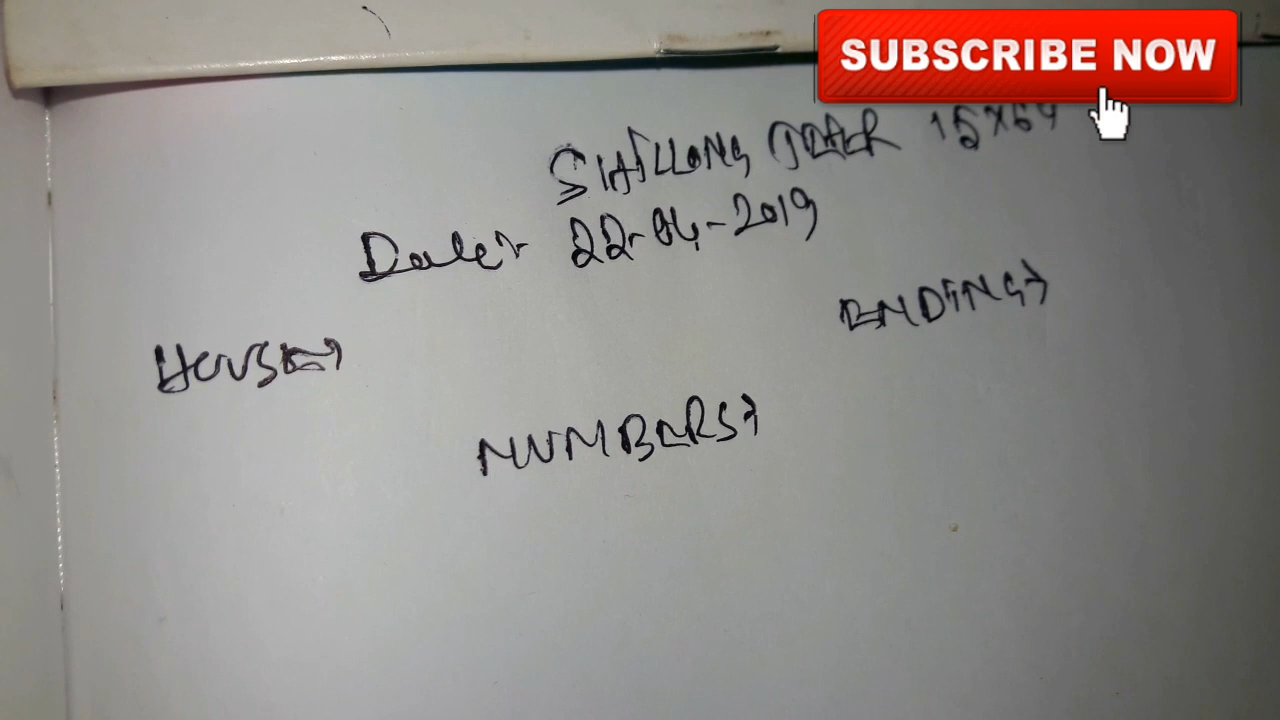 SUBSCRIBE NOW
SHILLONG TEER 15X64
Date:- 22-04-2019
ENDING→
HOUSE→
NUMBERS→